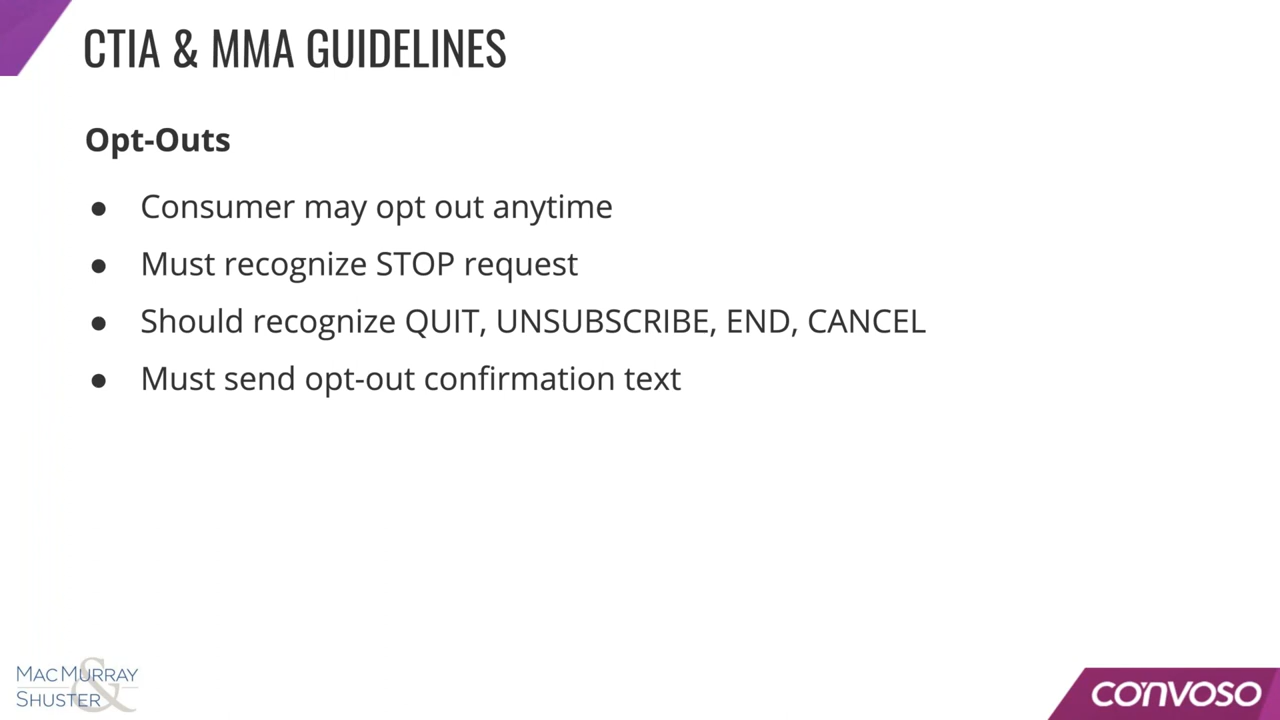 CTIA & MMA GUIDELINES
Opt-Outs
● Consumer may opt out anytime
● Must recognize STOP request
● Should recognize QUIT, UNSUBSCRIBE, END, CANCEL
● Must send opt-out confirmation text
MACMURRAY
&
SHUSTER
CONVOSO